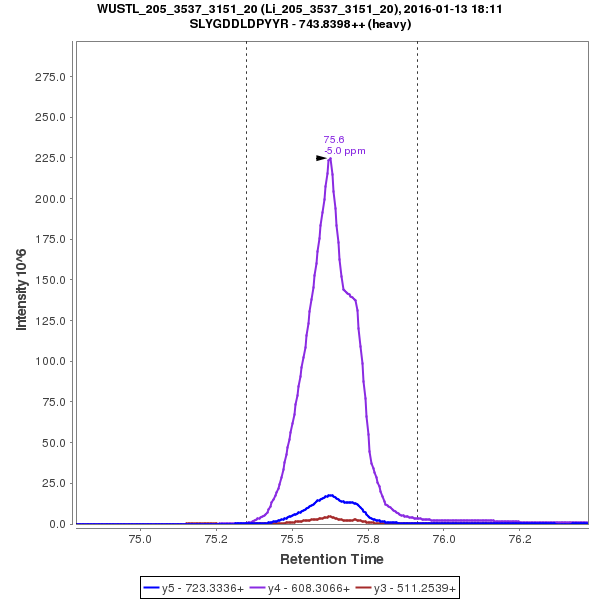 WUSTL_205_3537_3151_20 (Li_205_3537_3151_20), 2016-01-13 18:11
SLYGDDLDPYYR - 743.8398++ (heavy)
75.6
-5.0 ppm
275.0
250.0
225.0
200.0
175.0
150.0
125.0
100.0
75.0
50.0
25.0
0.0
Intensity 10^6
75.0 75.2 75.5 75.8 76.0 76.2
Retention Time
y5 - 723.3336+ y4 - 608.3066+ y3 - 511.2539+